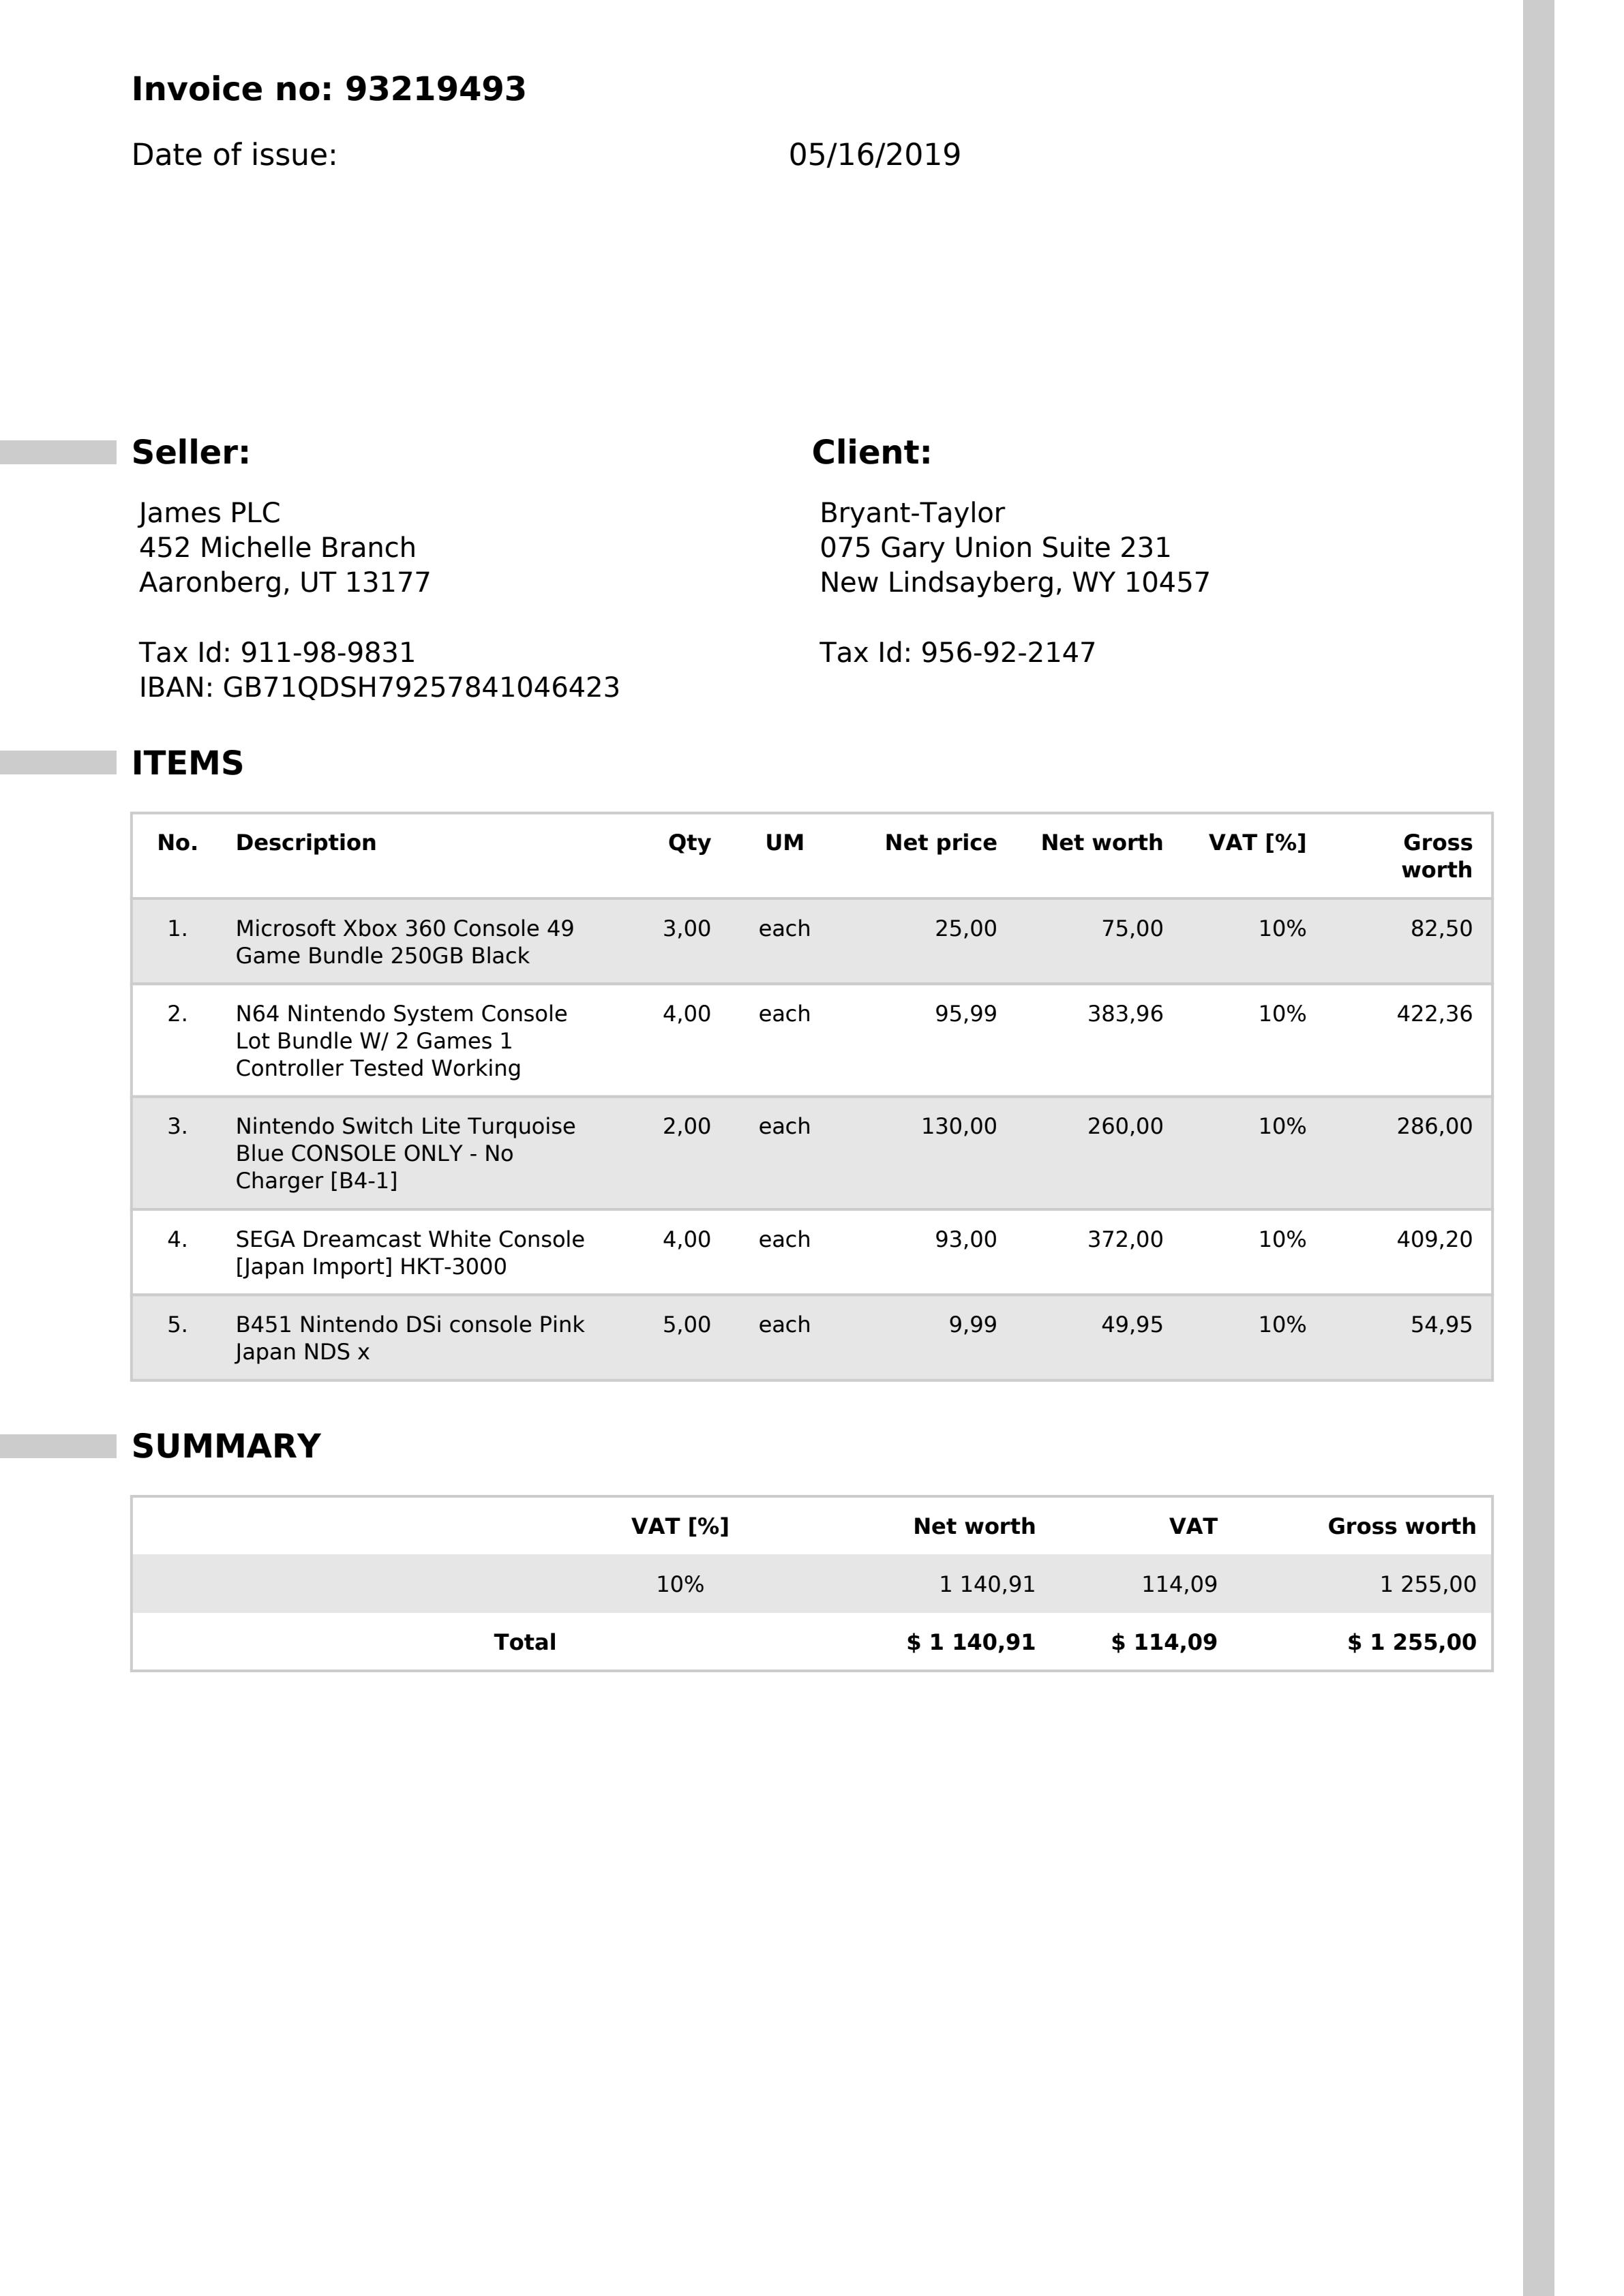 Invoice no: 93219493
Date of issue: 05/16/2019
Seller:
James PLC
452 Michelle Branch
Aaronberg, UT 13177
Tax Id: 911-98-9831
IBAN: GB71QDSH79257841046423
Client:
Bryant-Taylor
075 Gary Union Suite 231
New Lindsayberg, WY 10457
Tax Id: 956-92-2147
ITEMS
No. Description Qty UM Net price Net worth VAT [%] Gross
worth
1. Microsoft Xbox 360 Console 49 3,00 each 25,00 75,00 10% 82,50
Game Bundle 250GB Black
2. N64 Nintendo System Console 4,00 each 95,99 383,96 10% 422,36
Lot Bundle W/ 2 Games 1
Controller Tested Working
3. Nintendo Switch Lite Turquoise 2,00 each 130,00 260,00 10% 286,00
Blue CONSOLE ONLY - No
Charger [B4-1]
4. SEGA Dreamcast White Console 4,00 each 93,00 372,00 10% 409,20
[Japan Import] HKT-3000
5. B451 Nintendo DSi console Pink 5,00 each 9,99 49,95 10% 54,95
Japan NDS x
SUMMARY
VAT [%] Net worth VAT Gross worth
10% 1 140,91 114,09 1 255,00
Total $ 1 140,91 $ 114,09 $ 1 255,00